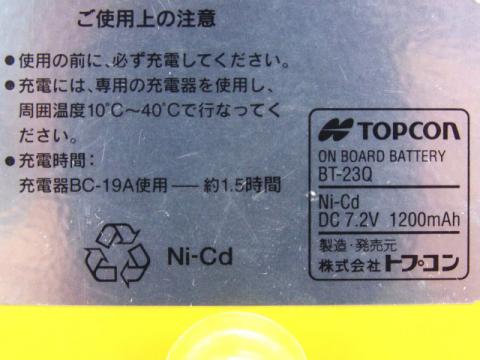 ご使用上の注意
●使用の前に、必ず充電してください。
●充電には、専用の充電器を使用し、
周囲温度10℃〜40℃で行なってく
ださい。
●充電時間：
充電器BC-19A使用 —— 約1.5時間
Ni-Cd
TOPCON
ON BOARD BATTERY
BT-23Q
Ni-Cd
DC 7.2V 1200mAh
製造・発売元
株式会社 トプコン